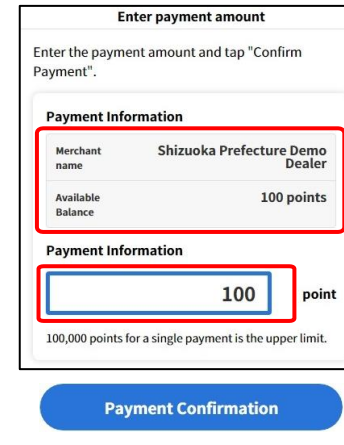 Enter payment amount
Enter the payment amount and tap "Confirm
Payment".
Payment Information
Merchant
name
Shizuoka Prefecture Demo
Dealer
Available
Balance
100 points
Payment Information
100 point
100,000 points for a single payment is the upper limit.
Payment Confirmation